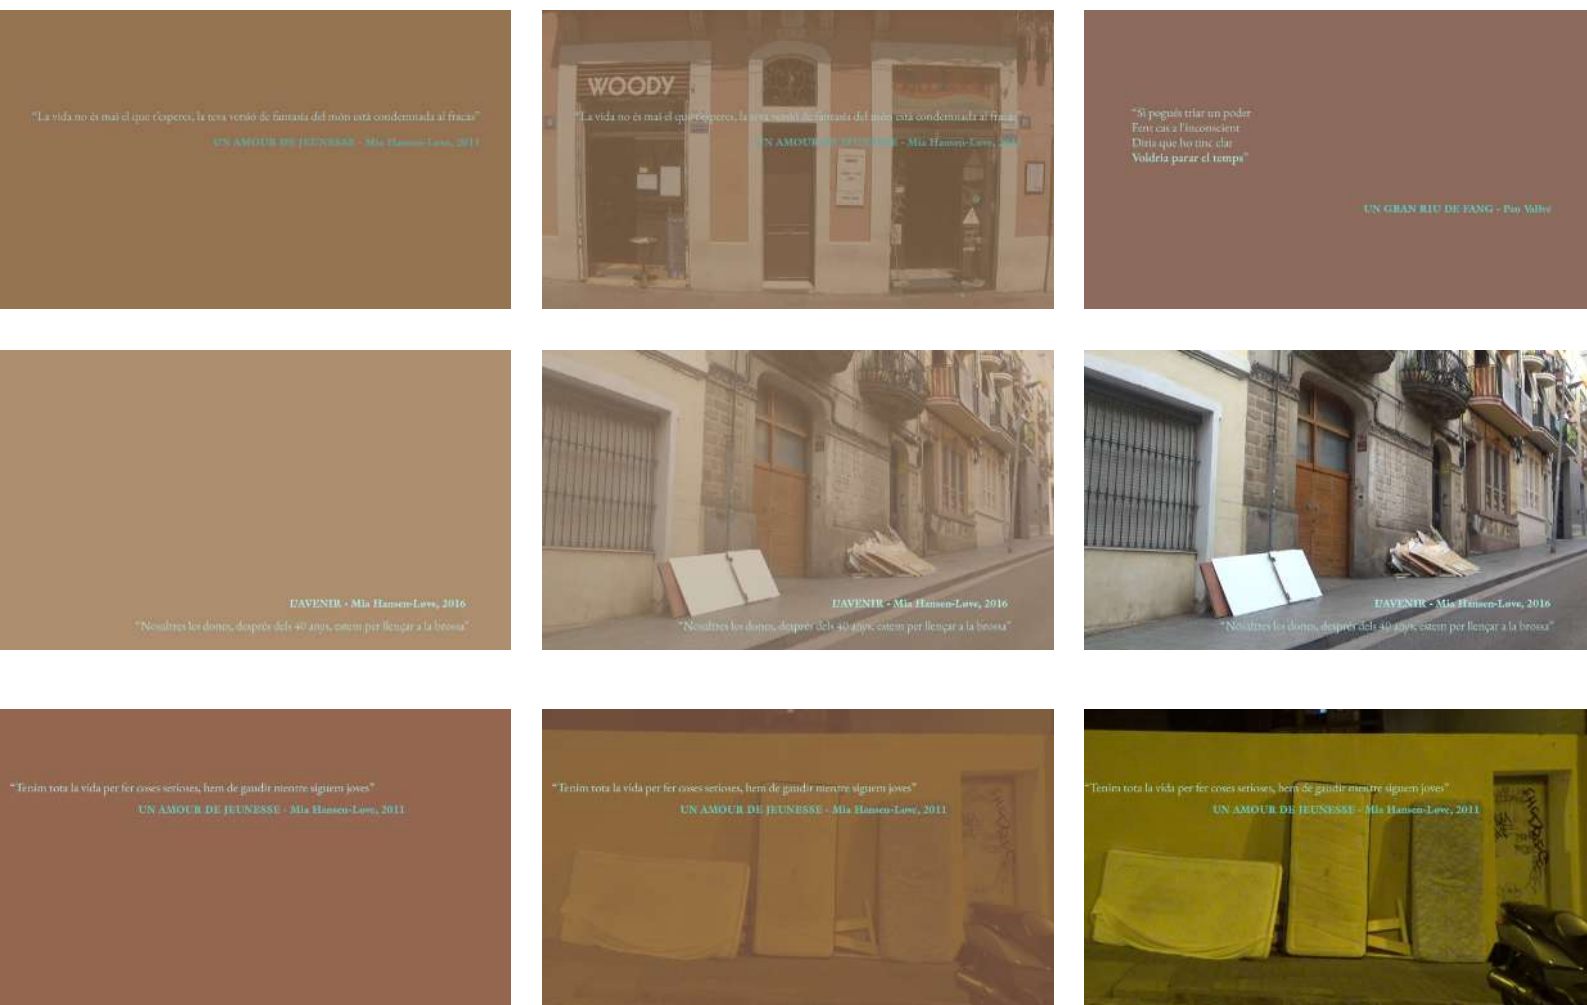 “La vida no és mai el que t'esperes, la teva versió de fantasia del món està condemnada al fracàs”
UN AMOUR DE JEUNESSE - Mia Hansen-Løve, 2011
WOODY
“La vida no és mai el que t'esperes, la teva versió de fantasia del món està condemnada al fracàs”
UN AMOUR DE JEUNESSE - Mia Hansen-Løve, 2011
“Si pogués triar un poder
Fent cas a l'inconscient
Diria que ho tinc clar
Voldria parar el temps”
UN GRAN RIU DE FANG - Pau Vallvé
L'AVENIR - Mia Hansen-Løve, 2016
“Nosaltres les dones, després dels 40 anys, estem per llençar a la brossa”
L'AVENIR - Mia Hansen-Løve, 2016
“Nosaltres les dones, després dels 40 anys, estem per llençar a la brossa”
L'AVENIR - Mia Hansen-Løve, 2016
“Nosaltres les dones, després dels 40 anys, estem per llençar a la brossa”
“Tenim tota la vida per fer coses serioses, hem de gaudir mentre siguem joves”
UN AMOUR DE JEUNESSE - Mia Hansen-Løve, 2011
“Tenim tota la vida per fer coses serioses, hem de gaudir mentre siguem joves”
UN AMOUR DE JEUNESSE - Mia Hansen-Løve, 2011
“Tenim tota la vida per fer coses serioses, hem de gaudir mentre siguem joves”
UN AMOUR DE JEUNESSE - Mia Hansen-Løve, 2011